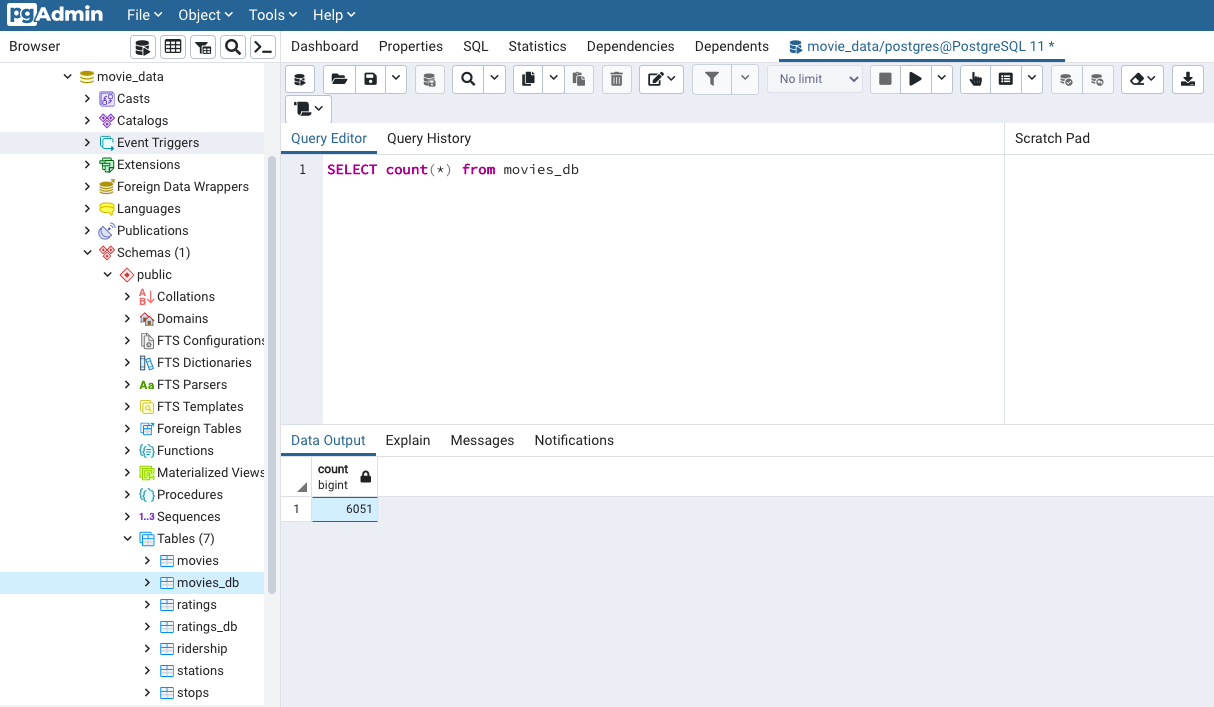 pgAdmin File Object Tools Help
Browser
Dashboard Properties SQL Statistics Dependencies Dependents movie_data/postgres@PostgreSQL 11 *
No limit
movie_data
Casts
Catalogs
Event Triggers
Extensions
Foreign Data Wrappers
Languages
Publications
Schemas (1)
public
Collations
Domains
FTS Configurations
FTS Dictionaries
Aa FTS Parsers
FTS Templates
Foreign Tables
Functions
Materialized Views
Procedures
1..3 Sequences
Tables (7)
movies
movies_db
ratings
ratings_db
ridership
stations
stops
Query Editor Query History
Scratch Pad
1 SELECT count(*) from movies_db
Data Output Explain Messages Notifications
count
bigint
1 6051